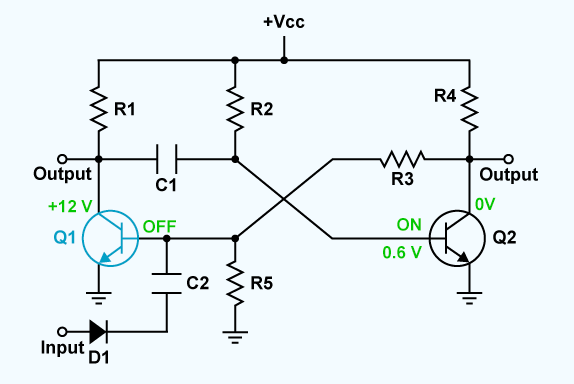 +Vcc
R1
R2
R4
Output
C1
R3
Output
+12 V
0V
Q1
OFF
ON
Q2
0.6 V
C2
R5
Input
D1